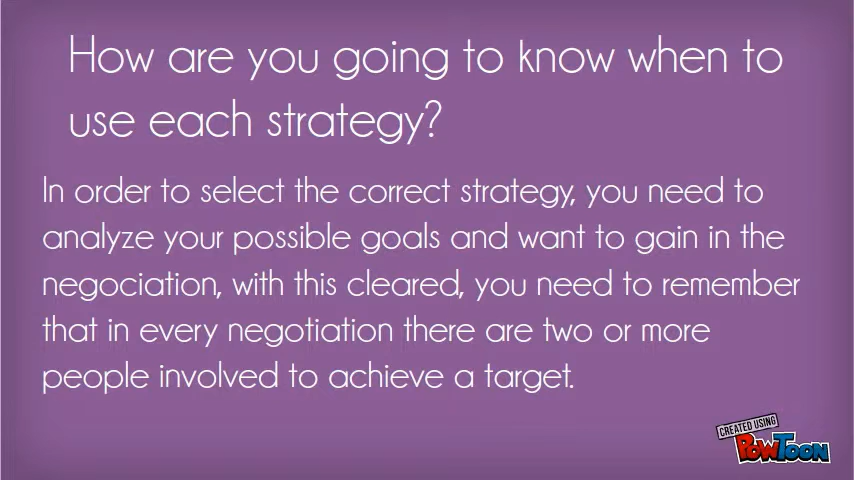 How are you going to know when to
use each strategy?
In order to select the correct strategy, you need to
analyze your possible goals and want to gain in the
negociation, with this cleared, you need to remember
that in every negotiation there are two or more
people involved to achieve a target.
CREATED USING
POWTOON